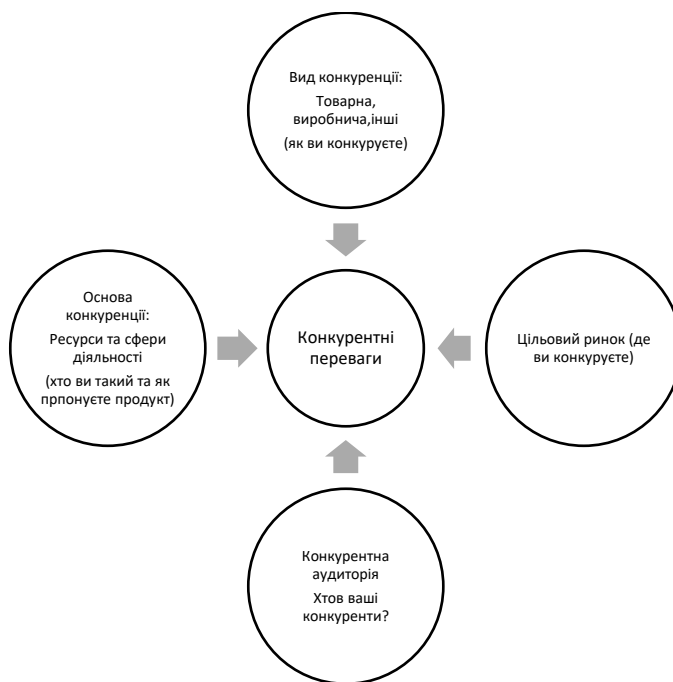 Вид конкуренції:
Товарна,
виробнича,інші
(як ви конкуруєте)
Основа
конкуренції:
Ресурси та сфери
діяльності
(хто ви такий та як
прпонуєте продукт)
Конкурентні
переваги
Цільовий ринок (де
ви конкуруєте)
Конкурентна
аудиторія
Хтов ваші
конкуренти?